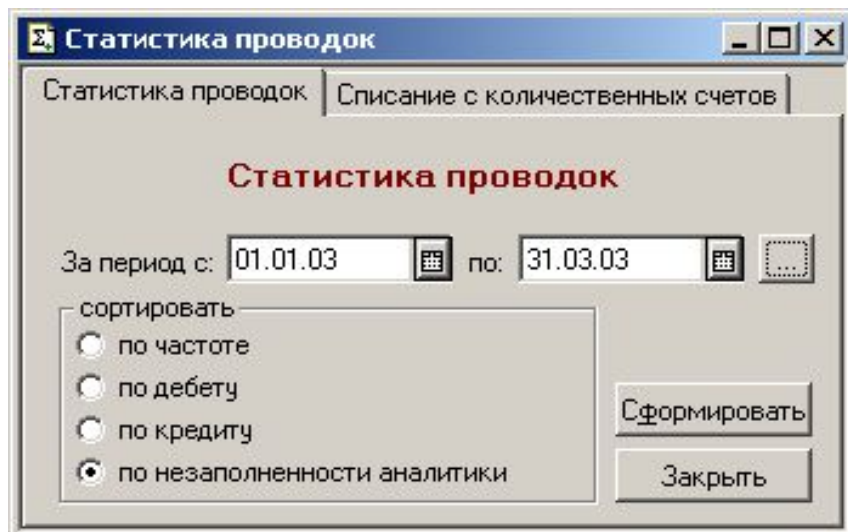 Статистика проводок
Статистика проводок Списание с количественных счетов
Статистика проводок
За период с: 01.01.03 по: 31.03.03 ...
сортировать
по частоте
по дебету
по кредиту
Сформировать
по незаполненности аналитики
Закрыть